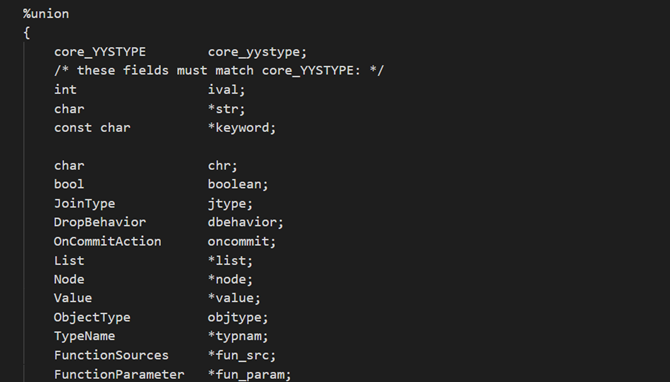 %union
{
    core_YYSTYPE        core_yystype;
    /* these fields must match core_YYSTYPE: */
    int                 ival;
    char                *str;
    const char          *keyword;

    char                chr;
    bool                boolean;
    JoinType            jtype;
    DropBehavior        dbehavior;
    OnCommitAction      oncommit;
    List                *list;
    Node                *node;
    Value               *value;
    ObjectType          objtype;
    TypeName            *typnam;
    FunctionSources     *fun_src;
    FunctionParameter   *fun_param;